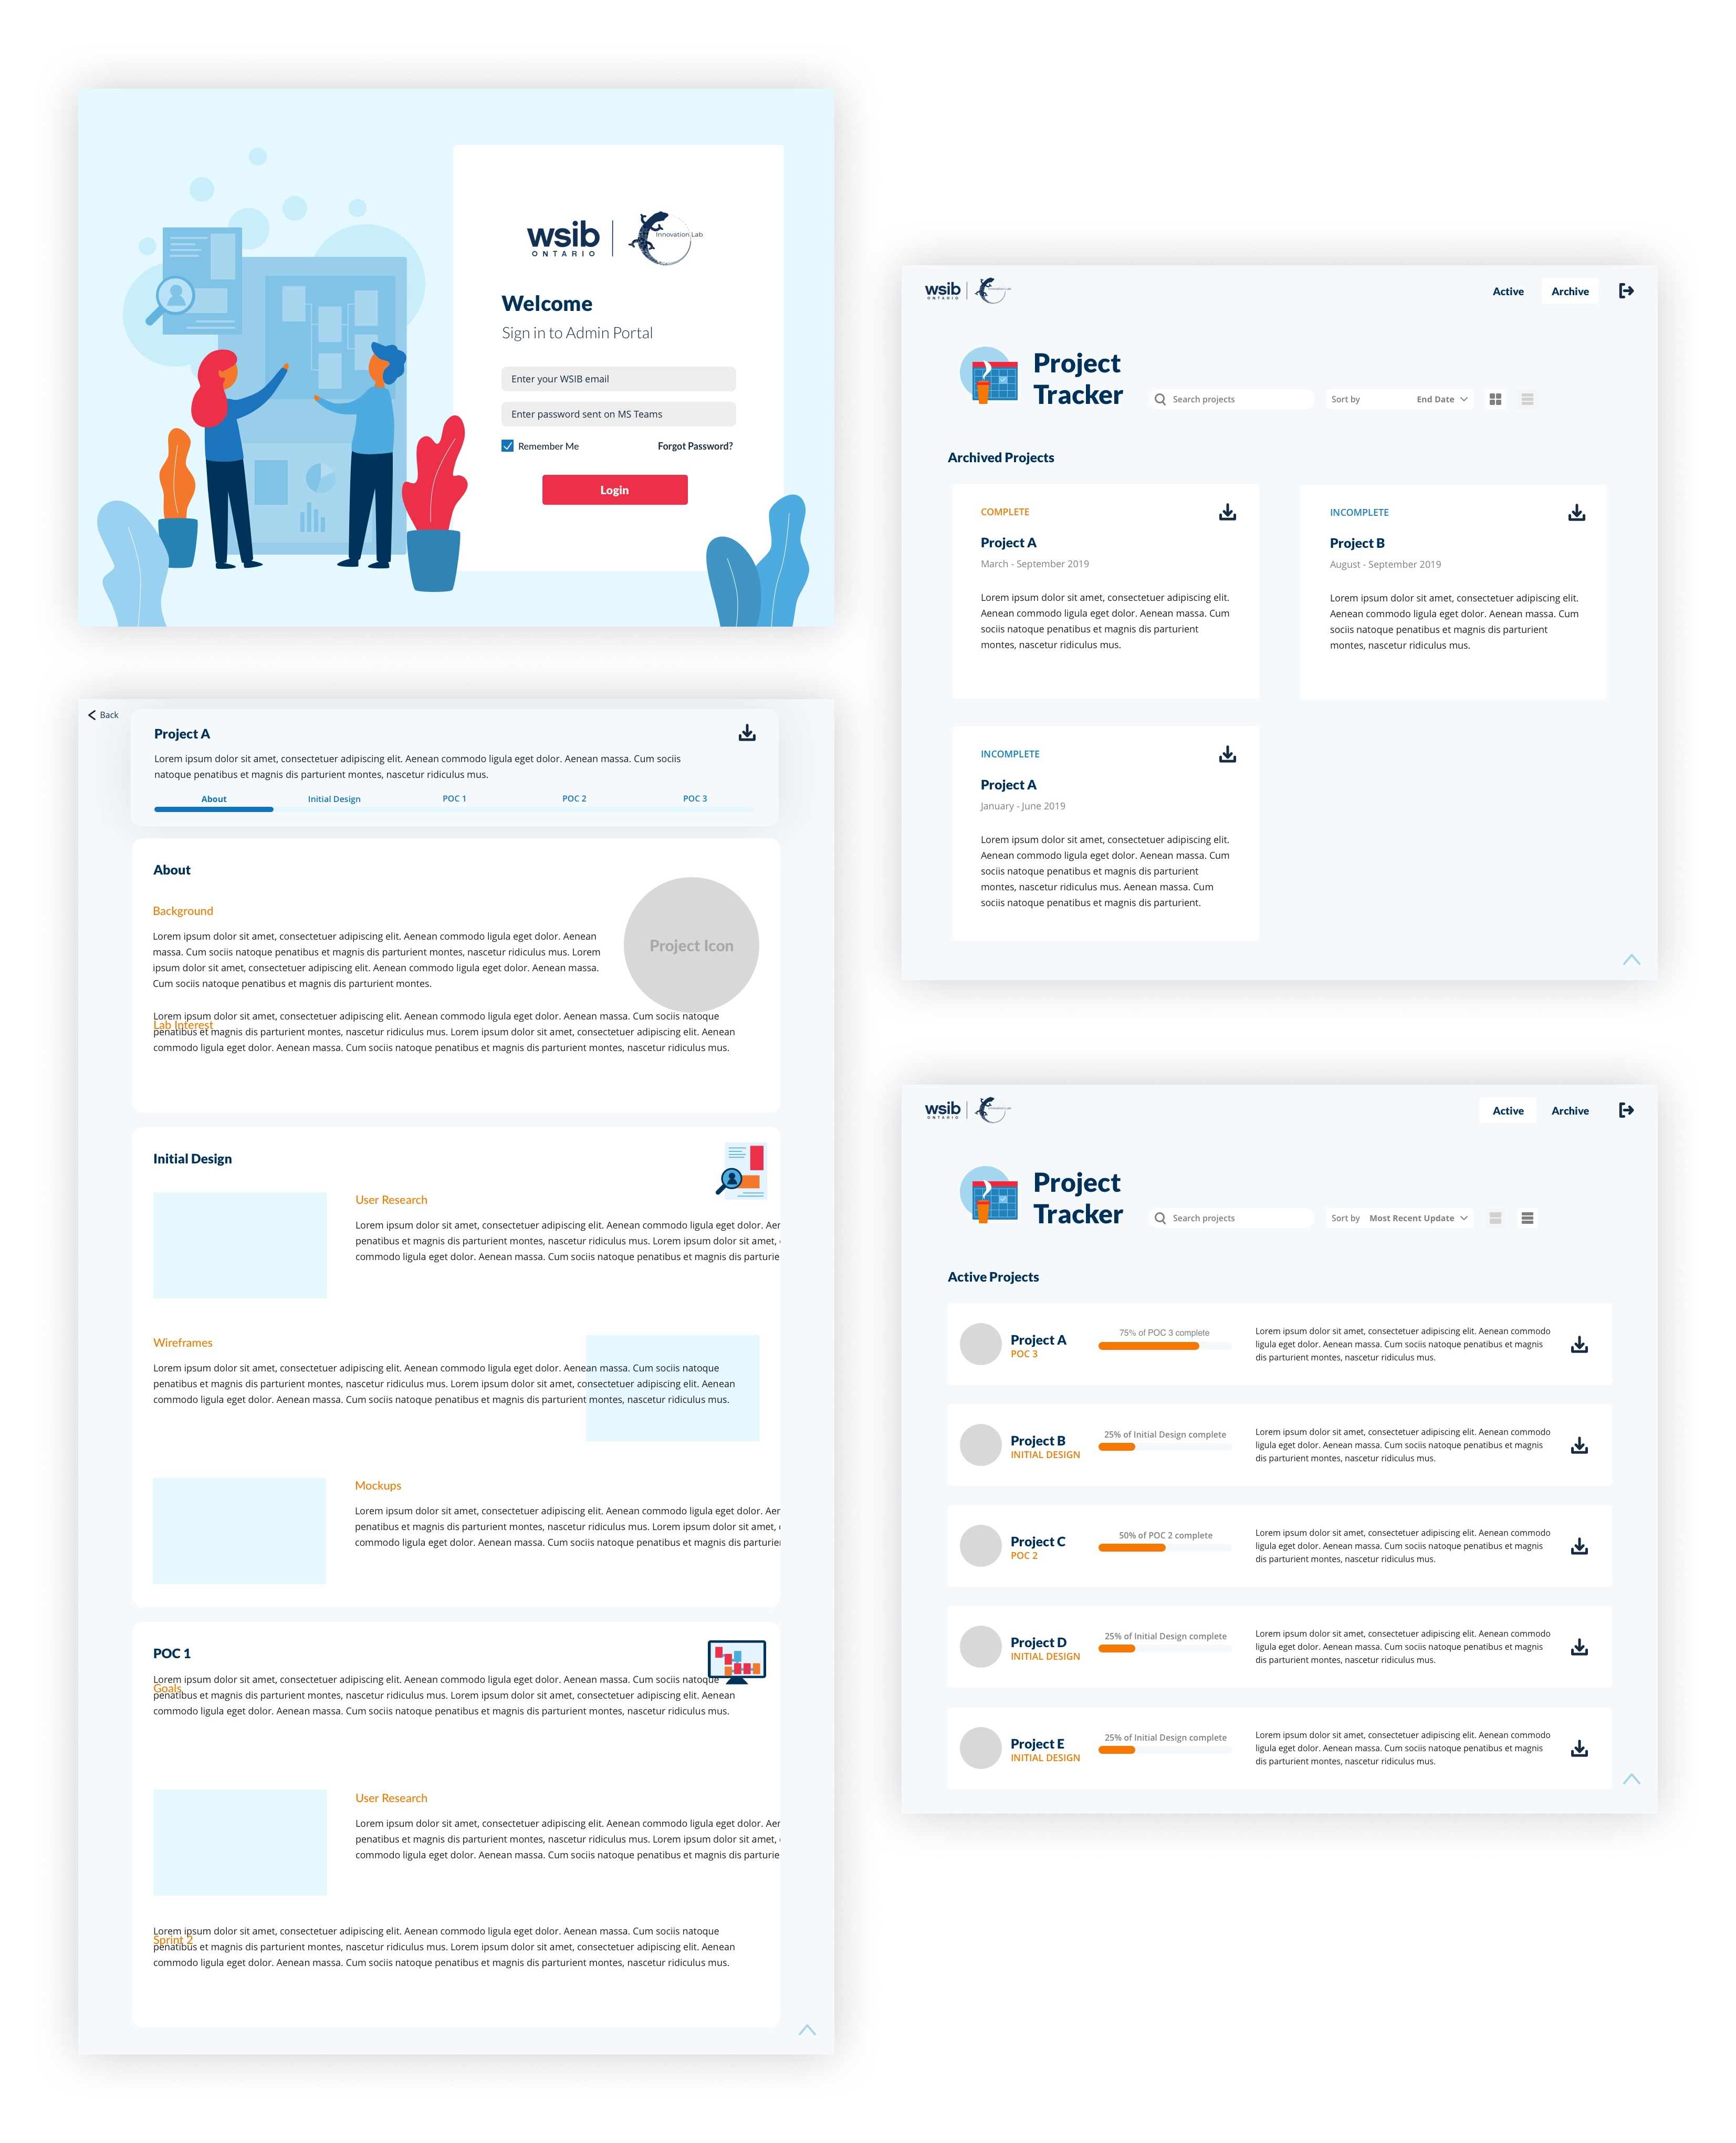 wsib
ONTARIO
Innovation Lab
Welcome
Sign in to Admin Portal
Enter your WSIB email
Enter password sent on MS Teams
Remember Me
Forgot Password?
Login
Back
Project A
Lorem ipsum dolor sit amet, consectetuer adipiscing elit. Aenean commodo ligula eget dolor. Aenean massa. Cum sociis
natoque penatibus et magnis dis parturient montes, nascetur ridiculus mus.
About
Initial Design
POC 1
POC 2
POC 3
About
Background
Project Icon
Lorem ipsum dolor sit amet, consectetuer adipiscing elit. Aenean commodo ligula eget dolor. Aenean
massa. Cum sociis natoque penatibus et magnis dis parturient montes, nascetur ridiculus mus. Lorem
ipsum dolor sit amet, consectetuer adipiscing elit. Aenean commodo ligula eget dolor. Aenean massa.
Cum sociis natoque penatibus et magnis dis parturient montes.
Lab Interest
Lorem ipsum dolor sit amet, consectetuer adipiscing elit. Aenean commodo ligula eget dolor. Aenean massa. Cum sociis natoque
penatibus et magnis dis parturient montes, nascetur ridiculus mus. Lorem ipsum dolor sit amet, consectetuer adipiscing elit. Aenean
commodo ligula eget dolor. Aenean massa. Cum sociis natoque penatibus et magnis dis parturient montes, nascetur ridiculus mus.
Initial Design
User Research
Lorem ipsum dolor sit amet, consectetuer adipiscing elit. Aenean commodo ligula eget dolor. Aer
penatibus et magnis dis parturient montes, nascetur ridiculus mus. Lorem ipsum dolor sit amet,
commodo ligula eget dolor. Aenean massa. Cum sociis natoque penatibus et magnis dis parturie
Wireframes
Lorem ipsum dolor sit amet, consectetuer adipiscing elit. Aenean commodo ligula eget dolor. Aenean massa. Cum sociis natoque
penatibus et magnis dis parturient montes, nascetur ridiculus mus. Lorem ipsum dolor sit amet, consectetuer adipiscing elit. Aenean
commodo ligula eget dolor. Aenean massa. Cum sociis natoque penatibus et magnis dis parturient montes, nascetur ridiculus mus.
Mockups
Lorem ipsum dolor sit amet, consectetuer adipiscing elit. Aenean commodo ligula eget dolor. Aer
penatibus et magnis dis parturient montes, nascetur ridiculus mus. Lorem ipsum dolor sit amet,
commodo ligula eget dolor. Aenean massa. Cum sociis natoque penatibus et magnis dis parturie
POC 1
Goals
Lorem ipsum dolor sit amet, consectetuer adipiscing elit. Aenean commodo ligula eget dolor. Aenean massa. Cum sociis natoque
penatibus et magnis dis parturient montes, nascetur ridiculus mus. Lorem ipsum dolor sit amet, consectetuer adipiscing elit. Aenean
commodo ligula eget dolor. Aenean massa. Cum sociis natoque penatibus et magnis dis parturient montes, nascetur ridiculus mus.
User Research
Lorem ipsum dolor sit amet, consectetuer adipiscing elit. Aenean commodo ligula eget dolor. Aer
penatibus et magnis dis parturient montes, nascetur ridiculus mus. Lorem ipsum dolor sit amet,
commodo ligula eget dolor. Aenean massa. Cum sociis natoque penatibus et magnis dis parturie
Sprint 2
Lorem ipsum dolor sit amet, consectetuer adipiscing elit. Aenean commodo ligula eget dolor. Aenean massa. Cum sociis natoque
penatibus et magnis dis parturient montes, nascetur ridiculus mus. Lorem ipsum dolor sit amet, consectetuer adipiscing elit. Aenean
commodo ligula eget dolor. Aenean massa. Cum sociis natoque penatibus et magnis dis parturient montes, nascetur ridiculus mus.
wsib
ONTARIO
Innovation Lab
Active
Archive
Project
Tracker
Search projects
Sort by
End Date
Archived Projects
COMPLETE
Project A
March - September 2019
Lorem ipsum dolor sit amet, consectetuer adipiscing elit.
Aenean commodo ligula eget dolor. Aenean massa. Cum
sociis natoque penatibus et magnis dis parturient
montes, nascetur ridiculus mus.
INCOMPLETE
Project B
August - September 2019
Lorem ipsum dolor sit amet, consectetuer adipiscing elit.
Aenean commodo ligula eget dolor. Aenean massa. Cum
sociis natoque penatibus et magnis dis parturient
montes, nascetur ridiculus mus.
INCOMPLETE
Project A
January - June 2019
Lorem ipsum dolor sit amet, consectetuer adipiscing elit.
Aenean commodo ligula eget dolor. Aenean massa. Cum
sociis natoque penatibus et magnis dis parturient
montes, nascetur ridiculus mus. Aenean massa. Cum
sociis natoque penatibus et magnis dis parturient.
wsib
ONTARIO
Innovation Lab
Active
Archive
Project
Tracker
Search projects
Sort by
Most Recent Update
Active Projects
Project A
POC 3
75% of POC 3 complete
Lorem ipsum dolor sit amet, consectetuer adipiscing elit. Aenean commodo
ligula eget dolor. Aenean massa. Cum sociis natoque penatibus et magnis
dis parturient montes, nascetur ridiculus mus.
Project B
INITIAL DESIGN
25% of Initial Design complete
Lorem ipsum dolor sit amet, consectetuer adipiscing elit. Aenean commodo
ligula eget dolor. Aenean massa. Cum sociis natoque penatibus et magnis
dis parturient montes, nascetur ridiculus mus.
Project C
POC 2
50% of POC 2 complete
Lorem ipsum dolor sit amet, consectetuer adipiscing elit. Aenean commodo
ligula eget dolor. Aenean massa. Cum sociis natoque penatibus et magnis
dis parturient montes, nascetur ridiculus mus.
Project D
INITIAL DESIGN
25% of Initial Design complete
Lorem ipsum dolor sit amet, consectetuer adipiscing elit. Aenean commodo
ligula eget dolor. Aenean massa. Cum sociis natoque penatibus et magnis
dis parturient montes, nascetur ridiculus mus.
Project E
INITIAL DESIGN
25% of Initial Design complete
Lorem ipsum dolor sit amet, consectetuer adipiscing elit. Aenean commodo
ligula eget dolor. Aenean massa. Cum sociis natoque penatibus et magnis
dis parturient montes, nascetur ridiculus mus.